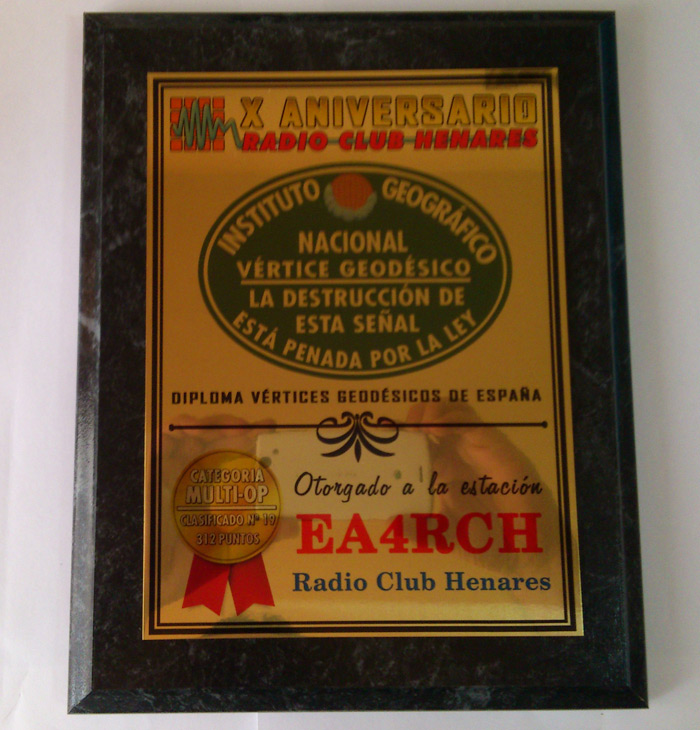 X ANIVERSARIO
RADIO CLUB HENARES
INSTITUTO GEOGRÁFICO
NACIONAL
VÉRTICE GEODÉSICO
LA DESTRUCCIÓN DE
ESTA SEÑAL
ESTÁ PENADA POR LA LEY
DIPLOMA VÉRTICES GEODÉSICOS DE ESPAÑA
CATEGORIA
MULTI-OP
CLASIFICADO Nº 19
312 PUNTOS
Otorgado a la estación
EA4RCH
Radio Club Henares